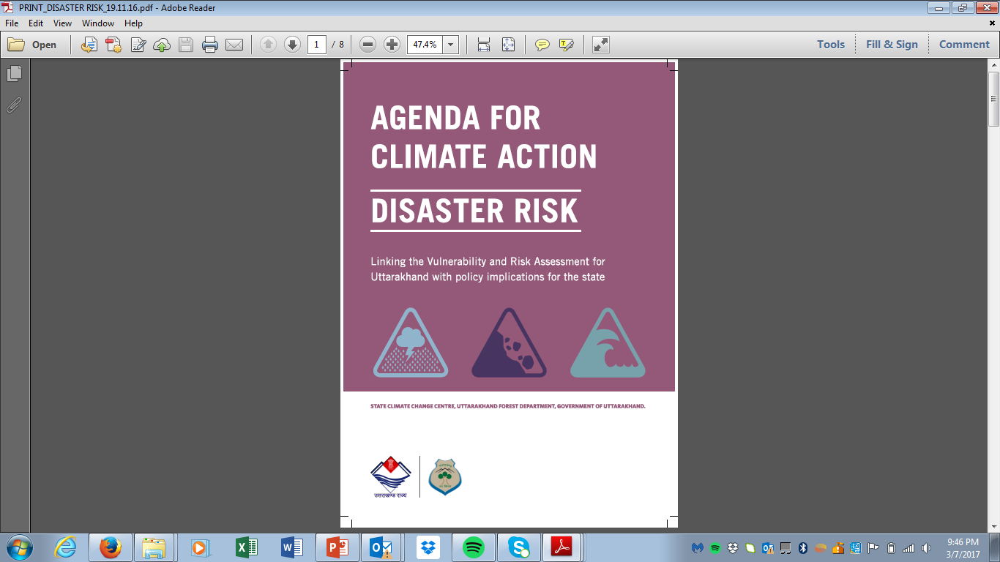 PRINT_DISASTER RISK_19.11.16.pdf - Adobe Reader
File Edit View Window Help
Open
1 / 8
47.4%
Tools Fill & Sign Comment
AGENDA FOR
CLIMATE ACTION
DISASTER RISK
Linking the Vulnerability and Risk Assessment for
Uttarakhand with policy implications for the state
STATE CLIMATE CHANGE CENTRE, UTTARAKHAND FOREST DEPARTMENT, GOVERNMENT OF UTTARAKHAND.
उत्तराखण्ड राज्य
9:46 PM
3/7/2017